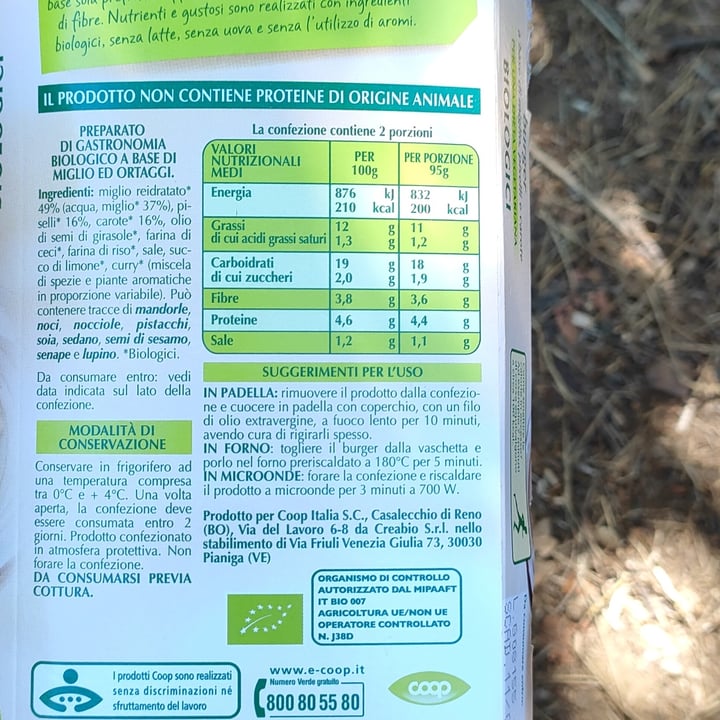 di fibre. Nutrienti e gustosi sono realizzati con ingredienti
biologici, senza latte, senza uova e senza l'utilizzo di aromi.
IL PRODOTTO NON CONTIENE PROTEINE DI ORIGINE ANIMALE
PREPARATO
DI GASTRONOMIA
BIOLOGICO A BASE DI
MIGLIO ED ORTAGGI.
Ingredienti: miglio reidratato*
49% (acqua, miglio* 37%), pi-
selli* 16%, carote* 16%, olio
di semi di girasole*, farina di
ceci*, farina di riso*, sale, suc-
co di limone*, curry* (miscela
di spezie e piante aromatiche
in proporzione variabile). Può
contenere tracce di mandorle,
noci, nocciole, pistacchi,
soia, sedano, semi di sesamo,
senape e lupino. *Biologici.
Da consumare entro: vedi
data indicata sul lato della
confezione.
MODALITÀ DI
CONSERVAZIONE
Conservare in frigorifero ad
una temperatura compresa
tra 0°C e + 4°C. Una volta
aperta, la confezione deve
essere consumata entro 2
giorni. Prodotto confezionato
in atmosfera protettiva. Non
forare la confezione.
DA CONSUMARSI PREVIA
COTTURA.
La confezione contiene 2 porzioni
VALORI NUTRIZIONALI MEDI PER 100g PER PORZIONE 95g
Energia 876 kJ 832 kJ
210 kcal 200 kcal
Grassi 12 g 11 g
di cui acidi grassi saturi 1,3 g 1,2 g
Carboidrati 19 g 18 g
di cui zuccheri 2,0 g 1,9 g
Fibre 3,8 g 3,6 g
Proteine 4,6 g 4,4 g
Sale 1,2 g 1,1 g
SUGGERIMENTI PER L'USO
IN PADELLA: rimuovere il prodotto dalla confezio-
ne e cuocere in padella con coperchio, con un filo
di olio extravergine, a fuoco lento per 10 minuti,
avendo cura di rigirarli spesso.
IN FORNO: togliere il burger dalla vaschetta e
porlo nel forno preriscaldato a 180°C per 5 minuti.
IN MICROONDE: forare la confezione e riscaldare
il prodotto a microonde per 3 minuti a 700 W.
Prodotto per Coop Italia S.C., Casalecchio di Reno
(BO), Via del Lavoro 6-8 da Creabio S.r.l. nello
stabilimento di Via Friuli Venezia Giulia 73, 30030
Pianiga (VE)
ORGANISMO DI CONTROLLO
AUTORIZZATO DAL MIPAAFT
IT BIO 007
AGRICOLTURA UE/NON UE
OPERATORE CONTROLLATO
N. J38D
I prodotti Coop sono realizzati
senza discriminazioni né
sfruttamento del lavoro
www.e-coop.it
Numero Verde gratuito
800 80 55 80
coop
BIOLOGICI